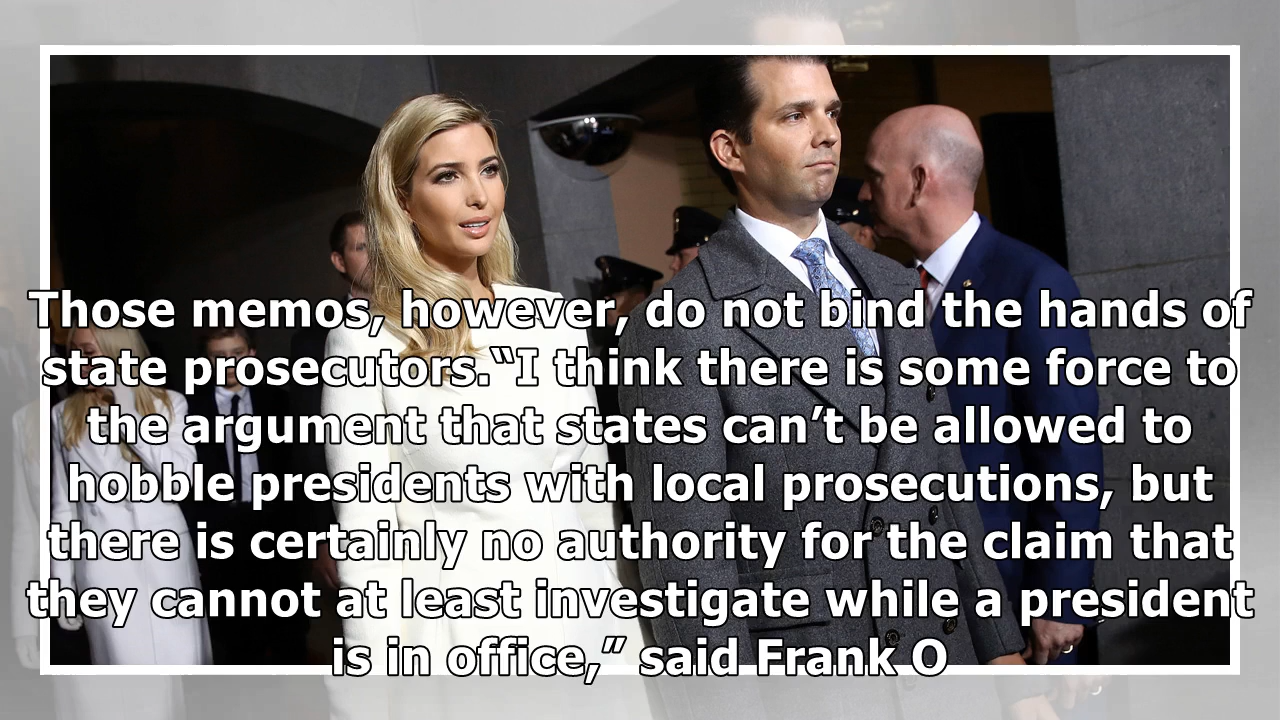 Those memos, however, do not bind the hands of
state prosecutors.“I think there is some force to
the argument that states can’t be allowed to
hobble presidents with local prosecutions, but
there is certainly no authority for the claim that
they cannot at least investigate while a president
is in office,” said Frank O